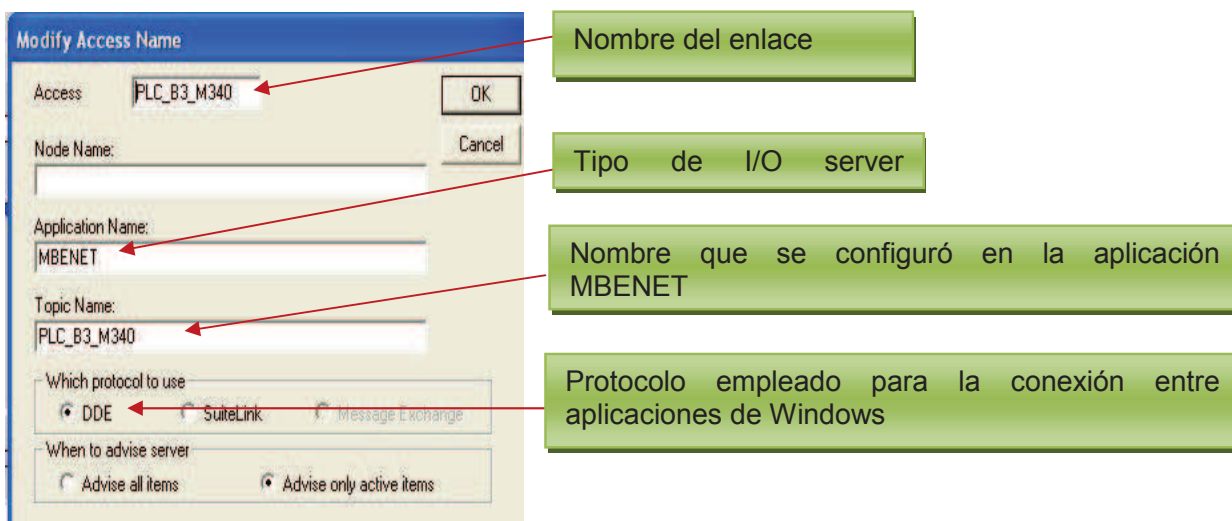 Modify Access Name
Access
PLC_B3_M340
OK
Cancel
Node Name:
Application Name:
MBENET
Topic Name:
PLC_B3_M340
Which protocol to use
DDE
SuiteLink
Message Exchange
When to advise server
Advise all items
Advise only active items
Nombre del enlace
Tipo de I/O server
Nombre que se configuró en la aplicación
MBENET
Protocolo empleado para la conexión entre
aplicaciones de Windows